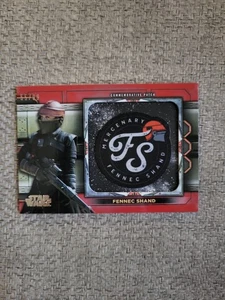 COMMEMORATIVE PATCH
MERCENARY
FS
FENNEC SHAND
FENNEC SHAND
STAR WARS